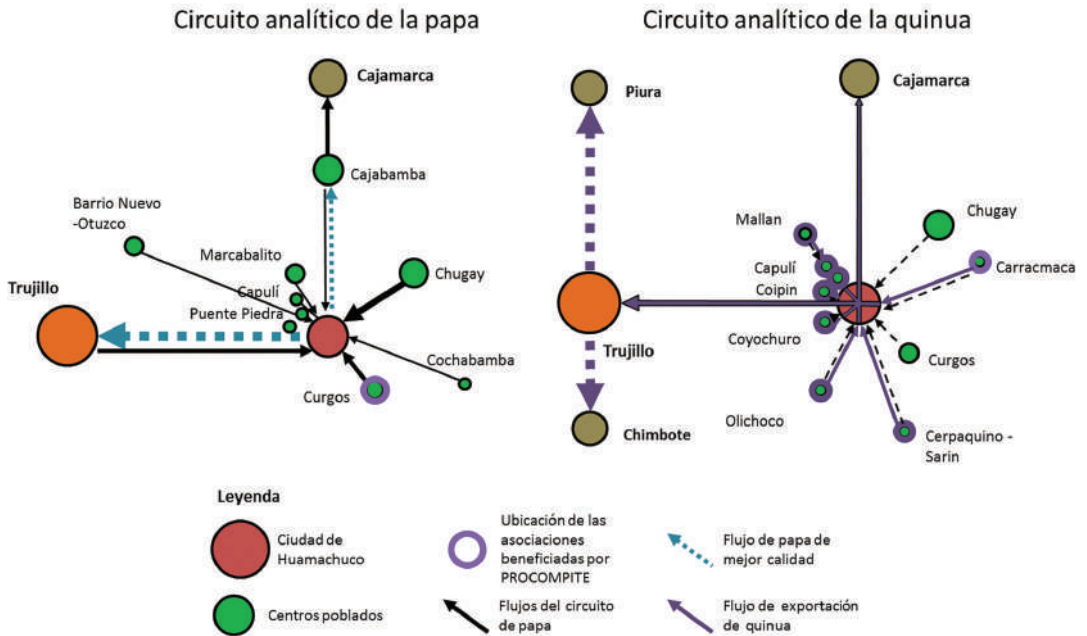 Circuito analítico de la papa
Cajamarca
Cajabamba
Barrio Nuevo
-Otuzco
Marcabalito
Chugay
Trujillo
Capulí
Puente Piedra
Cochabamba
Curgos
Circuito analítico de la quinua
Piura
Cajamarca
Mallan
Chugay
Capulí
Carracmaca
Coipin
Trujillo
Coyochuro
Curgos
Olichoco
Chimbote
Cerpaquino -
Sarin
Leyenda
Ciudad de
Huamachuco
Centros poblados
Ubicación de las
asociaciones
beneficiadas por
PROCOMPITE
Flujos del circuito
de papa
Flujo de papa de
mejor calidad
Flujo de exportación
de quinua